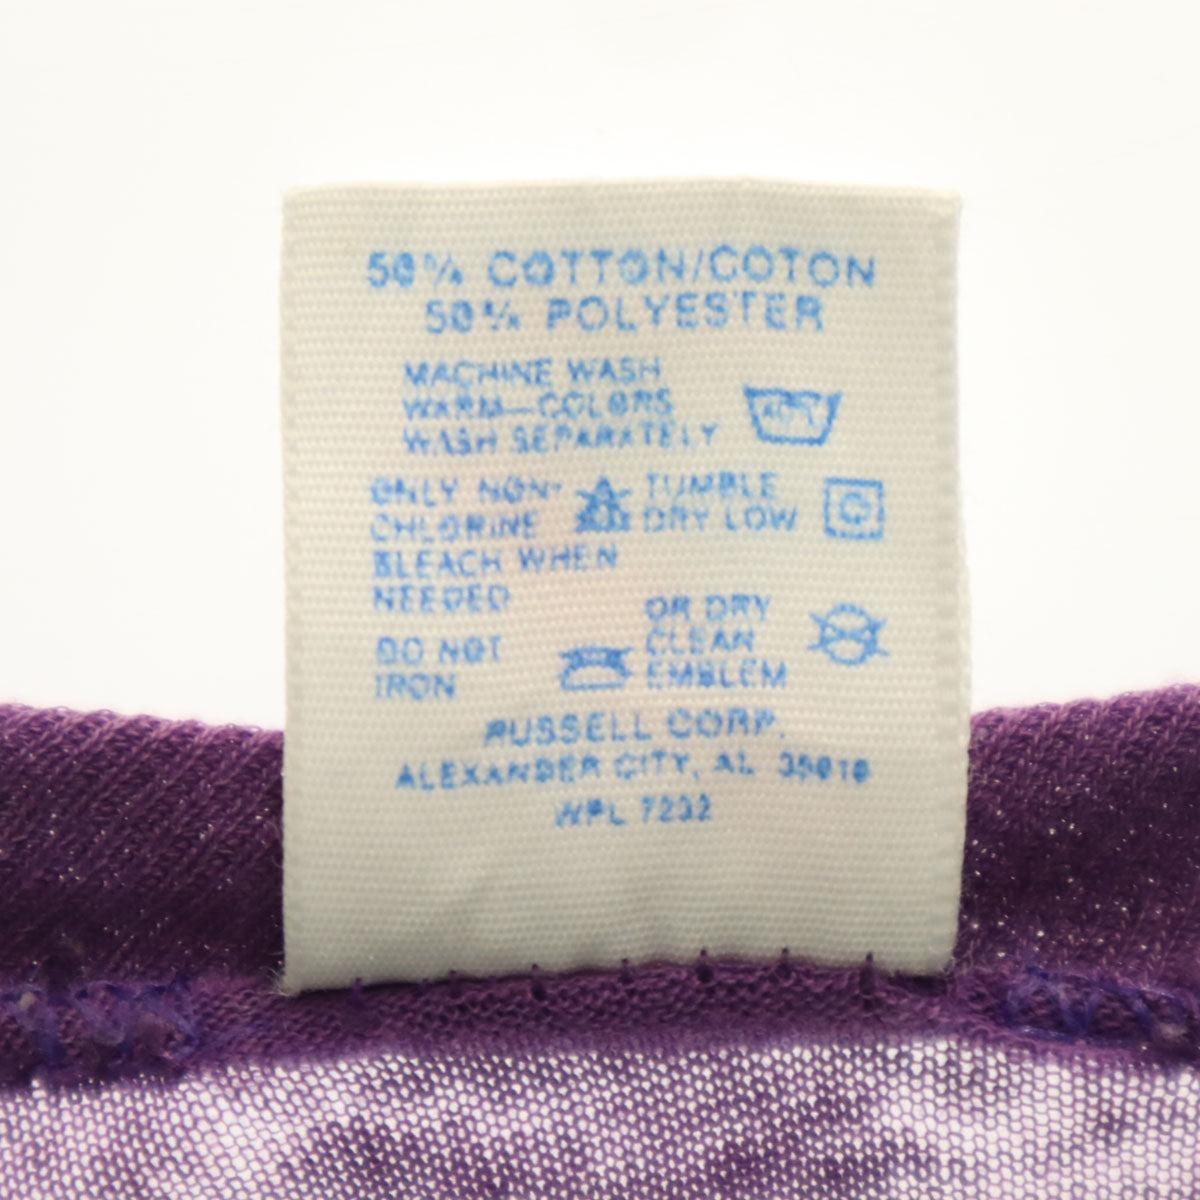 50% COTTON/COTON
50% POLYESTER
MACHINE WASH
WARM—COLORS
WASH SEPARATELY
40°C
ONLY NON-
CHLORINE
BLEACH WHEN
NEEDED
TUMBLE
DRY LOW
DO NOT
IRON
OR DRY
CLEAN
EMBLEM
RUSSELL CORP.
ALEXANDER CITY, AL 35010
WPL 7232